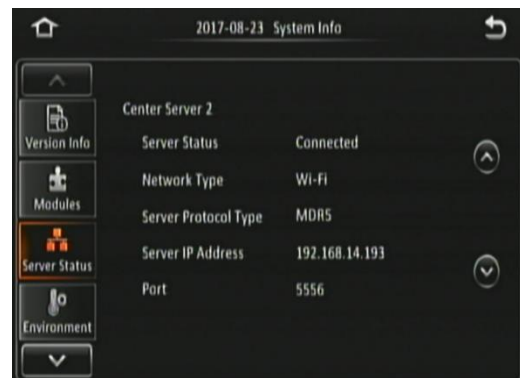 2017-08-23 System Info
Version Info
Modules
Server Status
Environment
Center Server 2
Server Status Connected
Network Type Wi-Fi
Server Protocol Type MDR5
Server IP Address 192.168.14.193
Port 5556